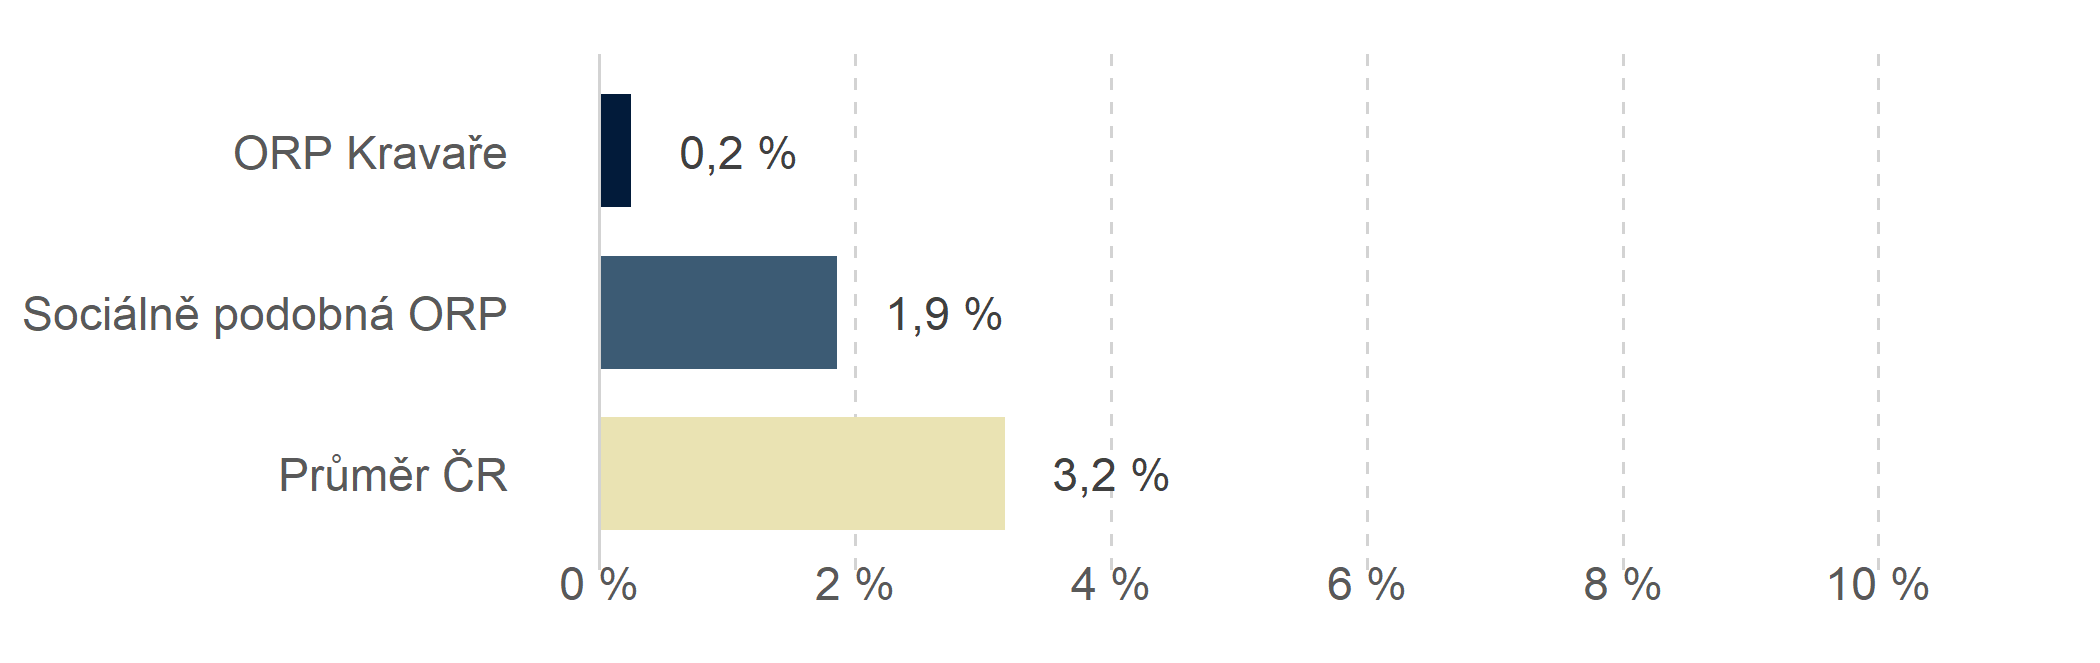 ORP Kravaře 0,2 %
Sociálně podobná ORP 1,9 %
Průměr ČR 3,2 %
0 % 2 % 4 % 6 % 8 % 10 %